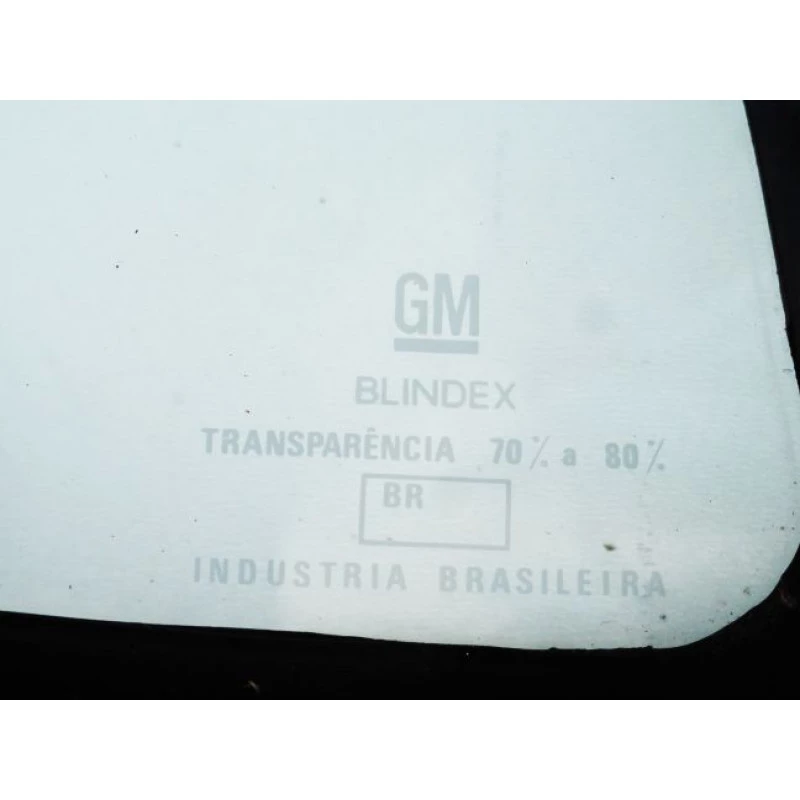 GM
BLINDEX
TRANSPARÊNCIA 70% a 80%
BR
INDUSTRIA BRASILEIRA